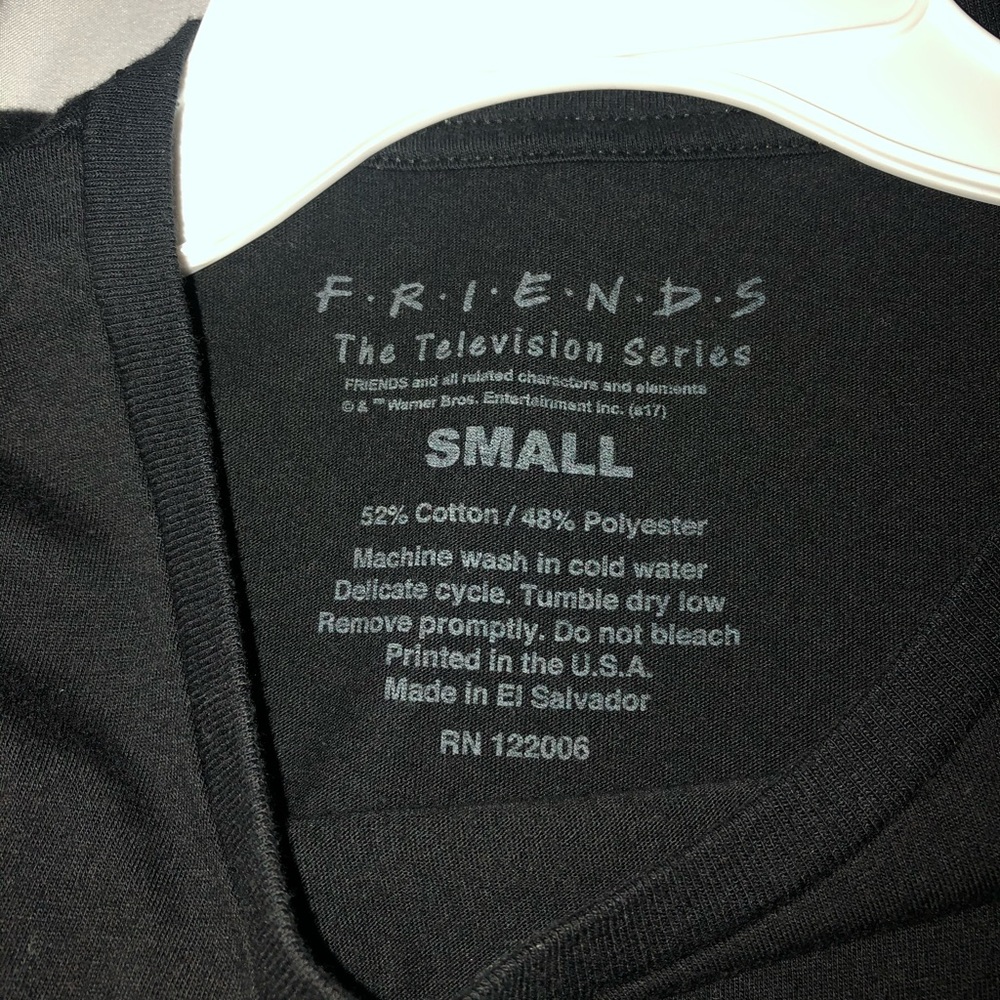 F·R·I·E·N·D·S
The Television Series
FRIENDS and all related characters and elements
© & ™ Warner Bros. Entertainment Inc. (s17)
SMALL
52% Cotton / 48% Polyester
Machine wash in cold water
Delicate cycle. Tumble dry low
Remove promptly. Do not bleach
Printed in the U.S.A.
Made in El Salvador
RN 122006